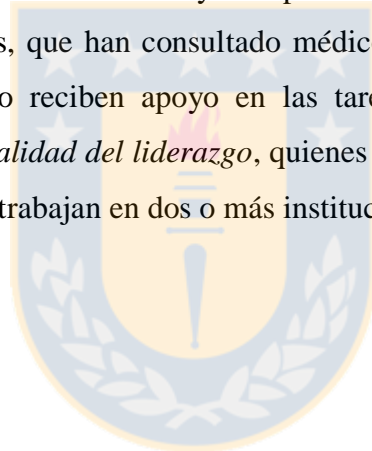 s, que han consultado médic
o reciben apoyo en las tare
alidad del liderazgo, quienes
trabajan en dos o más instituc